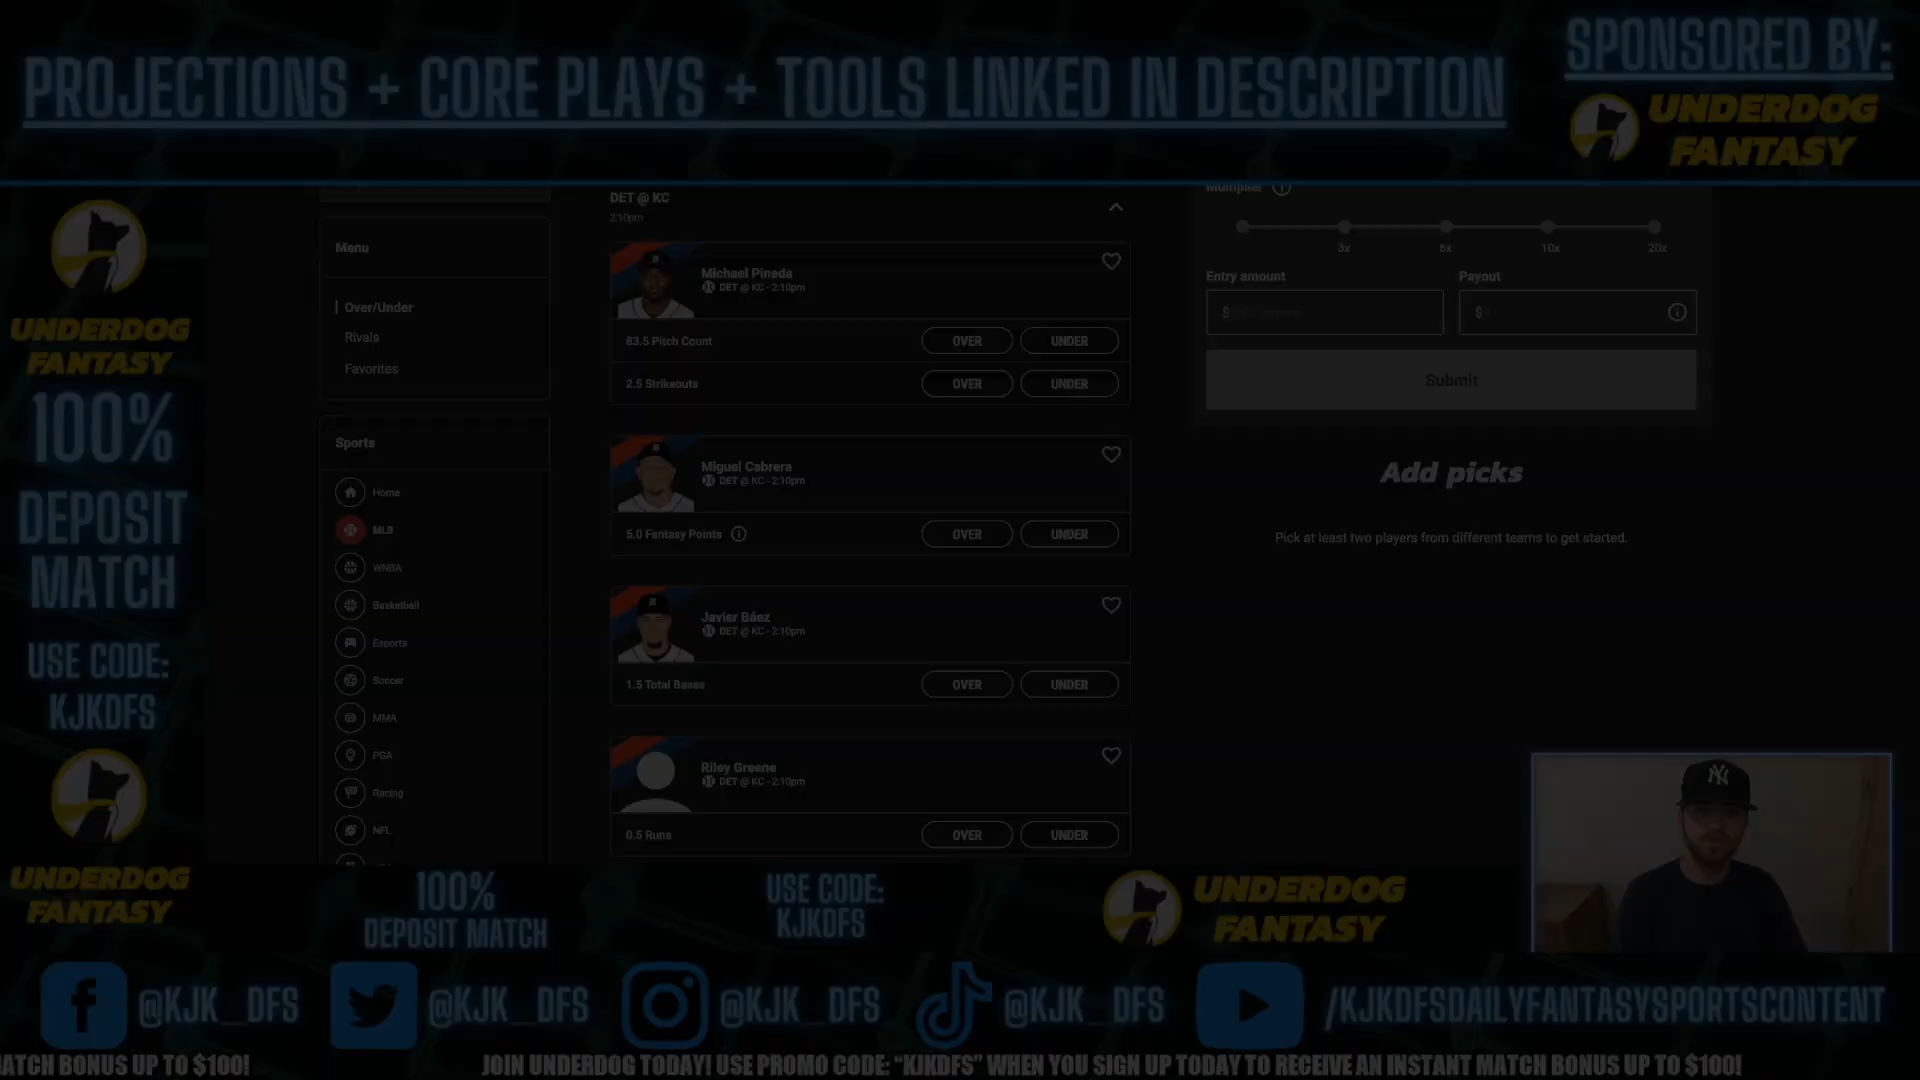 PROJECTIONS + CORE PLAYS + TOOLS LINKED IN DESCRIPTION
SPONSORED BY:
UNDERDOG
FANTASY
UNDERDOG
FANTASY
100%
DEPOSIT
MATCH
USE CODE:
KJKDFS
UNDERDOG
FANTASY
Menu
Over/Under
Rivals
Favorites
Sports
Home
MLB
WNBA
Basketball
Esports
Soccer
MMA
PGA
Racing
NFL
DET @ KC
2:10pm
Michael Pineda
DET @ KC - 2:10pm
83.5 Pitch Count
OVER
UNDER
2.5 Strikeouts
OVER
UNDER
Miguel Cabrera
DET @ KC - 2:10pm
5.0 Fantasy Points
OVER
UNDER
Javier Báez
DET @ KC - 2:10pm
1.5 Total Bases
OVER
UNDER
Riley Greene
DET @ KC - 2:10pm
0.5 Runs
OVER
UNDER
Multiplier
3x
6x
10x
20x
Entry amount
Payout
$
$
Submit
Add picks
Pick at least two players from different teams to get started.
100%
DEPOSIT MATCH
USE CODE:
KJKDFS
UNDERDOG
FANTASY
@KJK_DFS
@KJK_DFS
@KJK_DFS
@KJK_DFS
/KJKDFSDAILYFANTASYSPORTSCONTENT
MATCH BONUS UP TO $100!
JOIN UNDERDOG TODAY! USE PROMO CODE: "KJKDFS" WHEN YOU SIGN UP TODAY TO RECEIVE AN INSTANT MATCH BONUS UP TO $100!